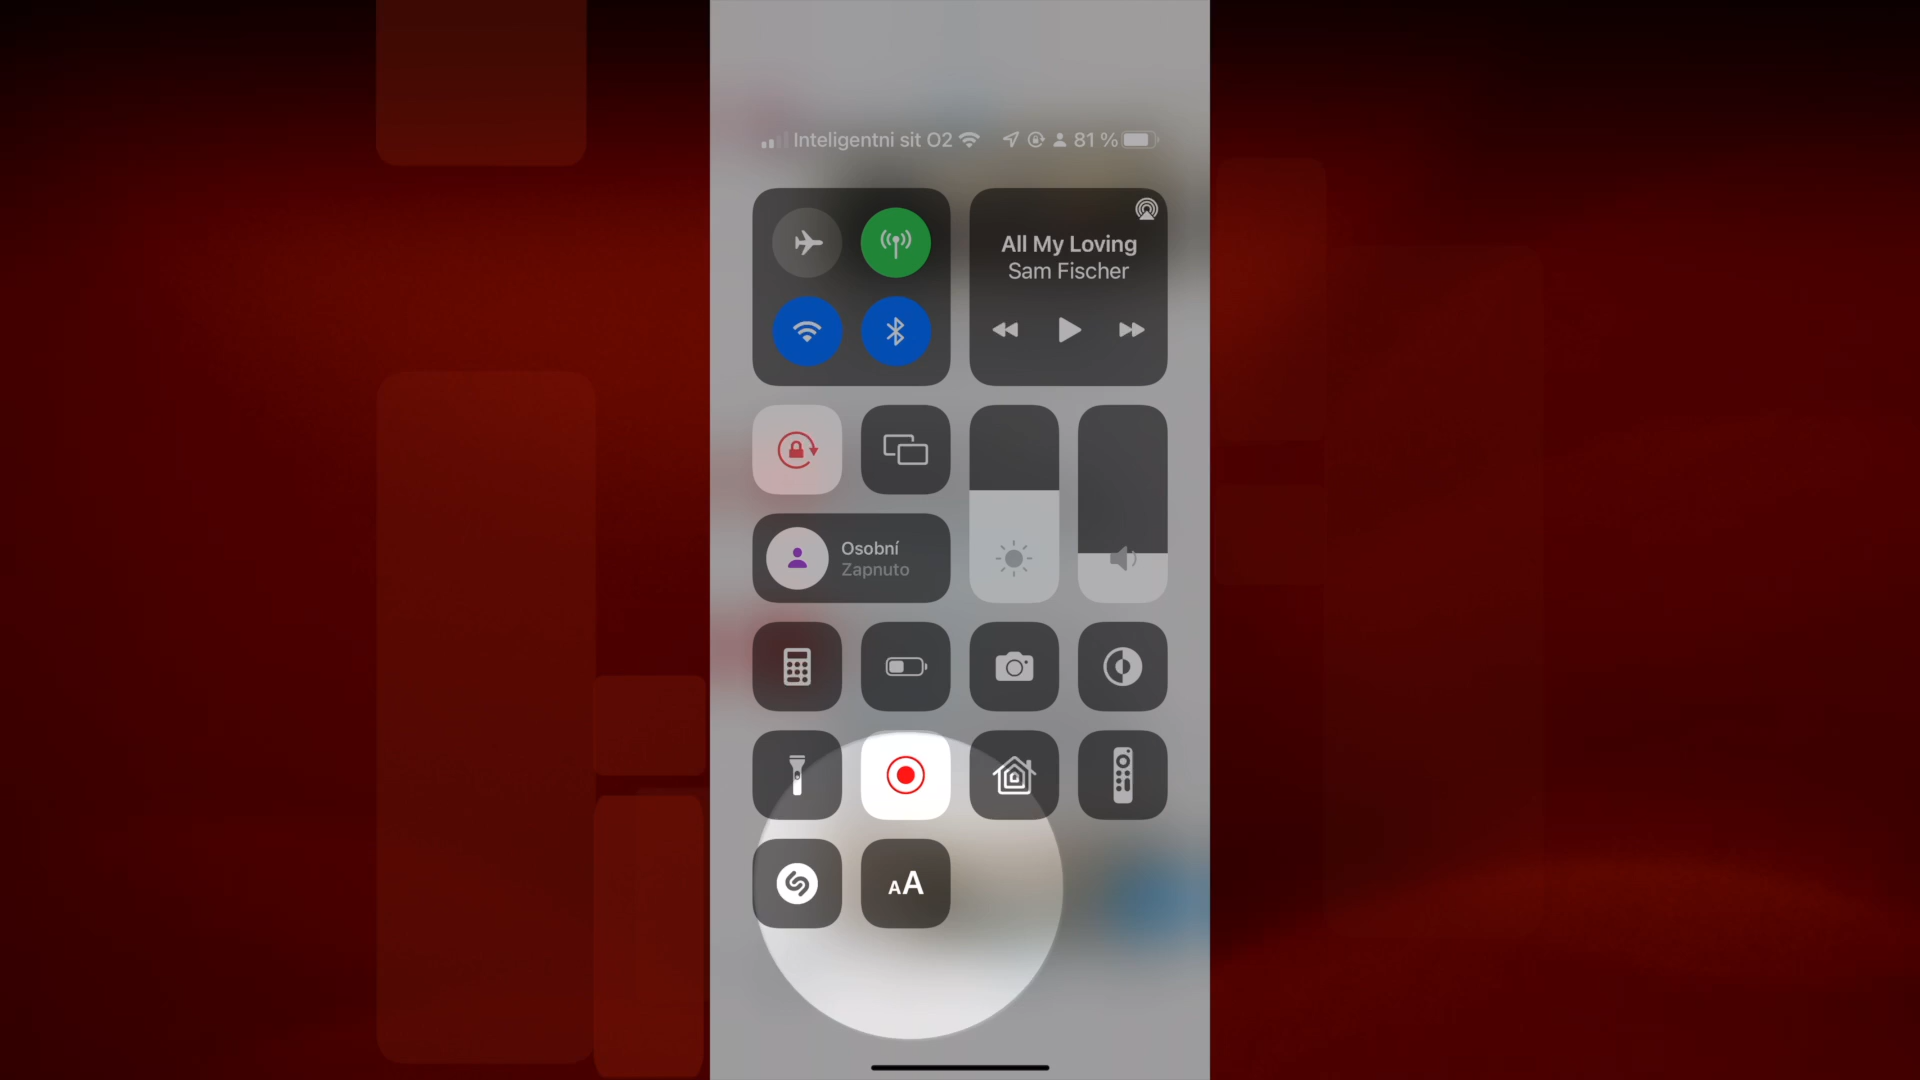 Inteligentni sit O2 81 %
All My Loving
Sam Fischer
Osobní
Zapnuto
AA